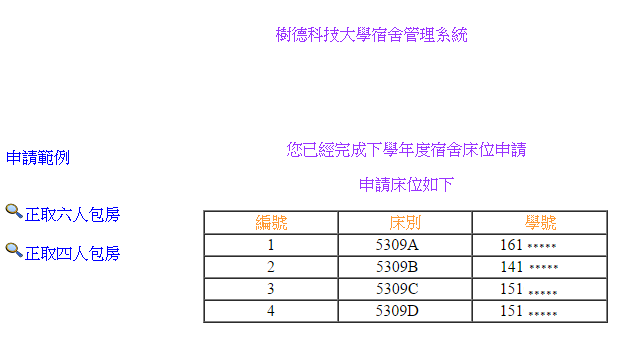 樹德科技大學宿舍管理系統
申請範例
正取六人包房
正取四人包房
您已經完成下學年度宿舍床位申請
申請床位如下
編號 床別 學號
1 5309A 161 *****
2 5309B 141 *****
3 5309C 151 *****
4 5309D 151 *****